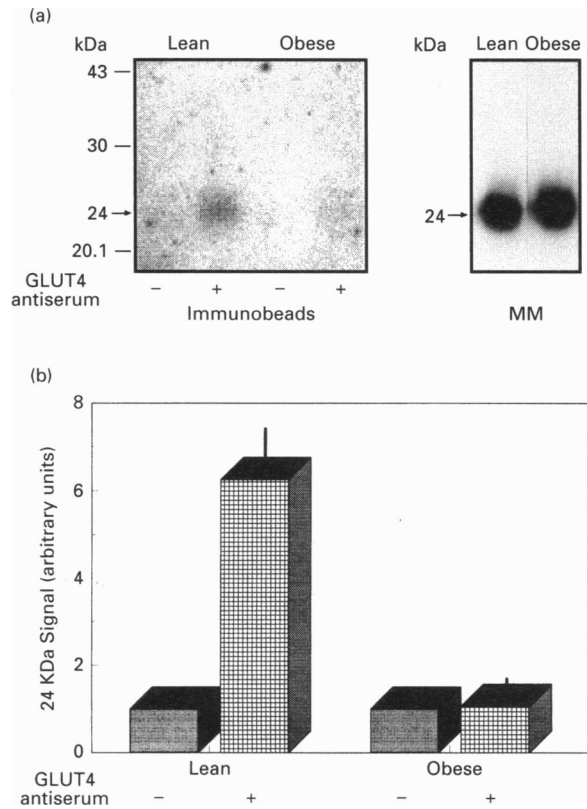 (a)
kDa Lean Obese
43
30
24
20.1
GLUT4 antiserum − + − +
Immunobeads
kDa Lean Obese
24
MM
(b)
24 KDa Signal (arbitrary units)
8
6
4
2
0
Lean Obese
GLUT4 antiserum − + − +